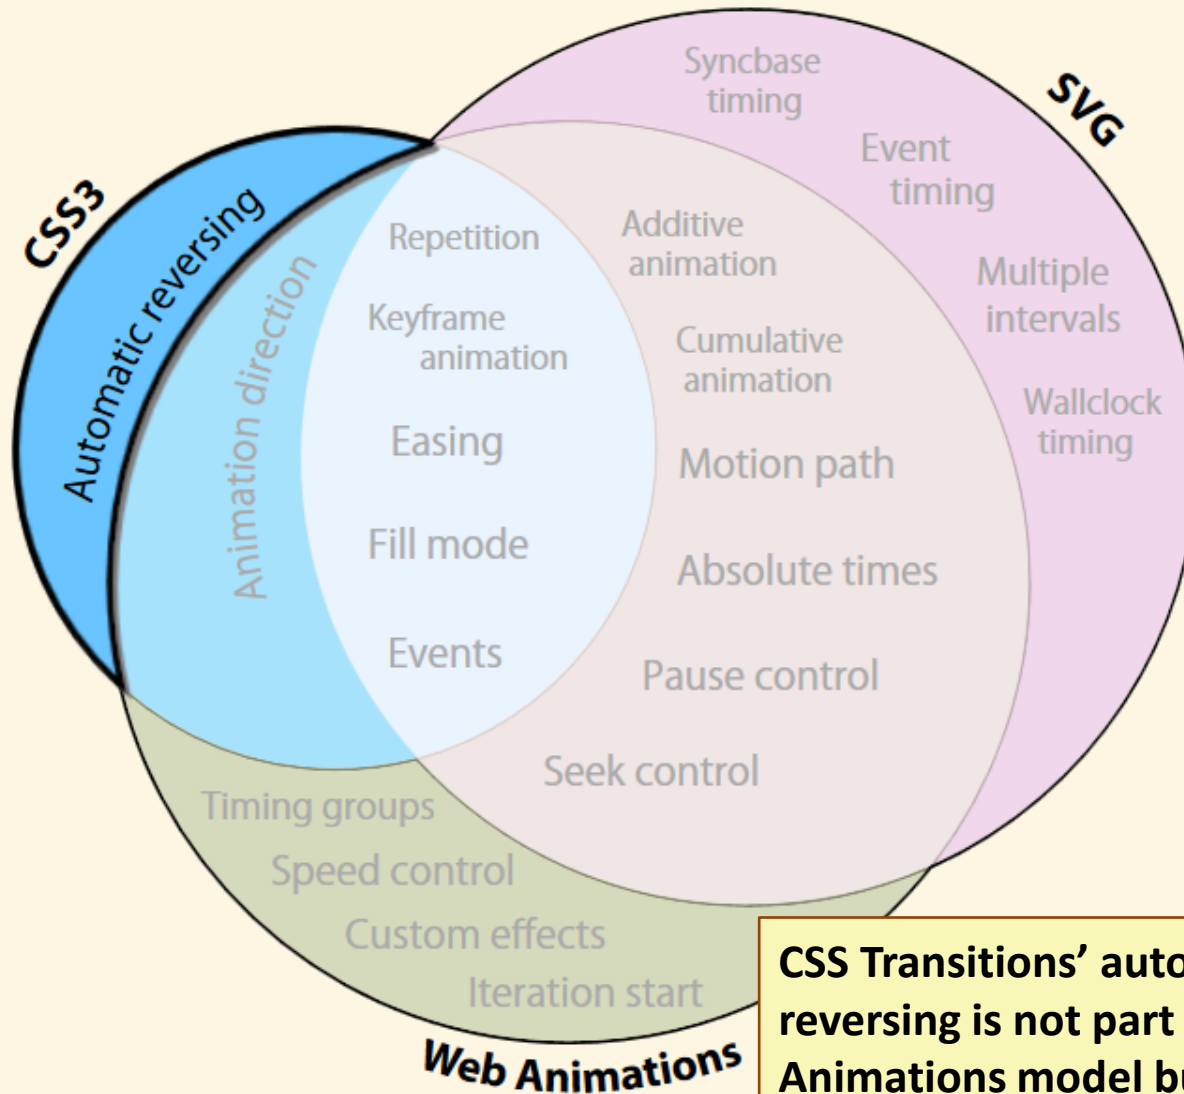 CSS3
Automatic reversing
Animation direction
Repetition
Keyframe
animation
Easing
Fill mode
Events
Additive
animation
Cumulative
animation
Motion path
Absolute times
Pause control
Seek control
SVG
Syncbase
timing
Event
timing
Multiple
intervals
Wallclock
timing
Timing groups
Speed control
Custom effects
Iteration start
Web Animations
CSS Transitions’ auto
reversing is not part
Animations model bu